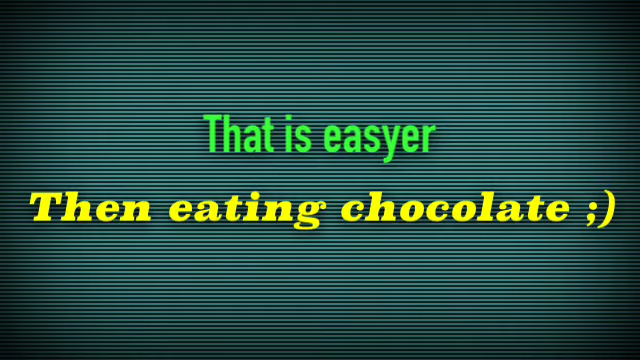 That is easyer
Then eating chocolate ;)